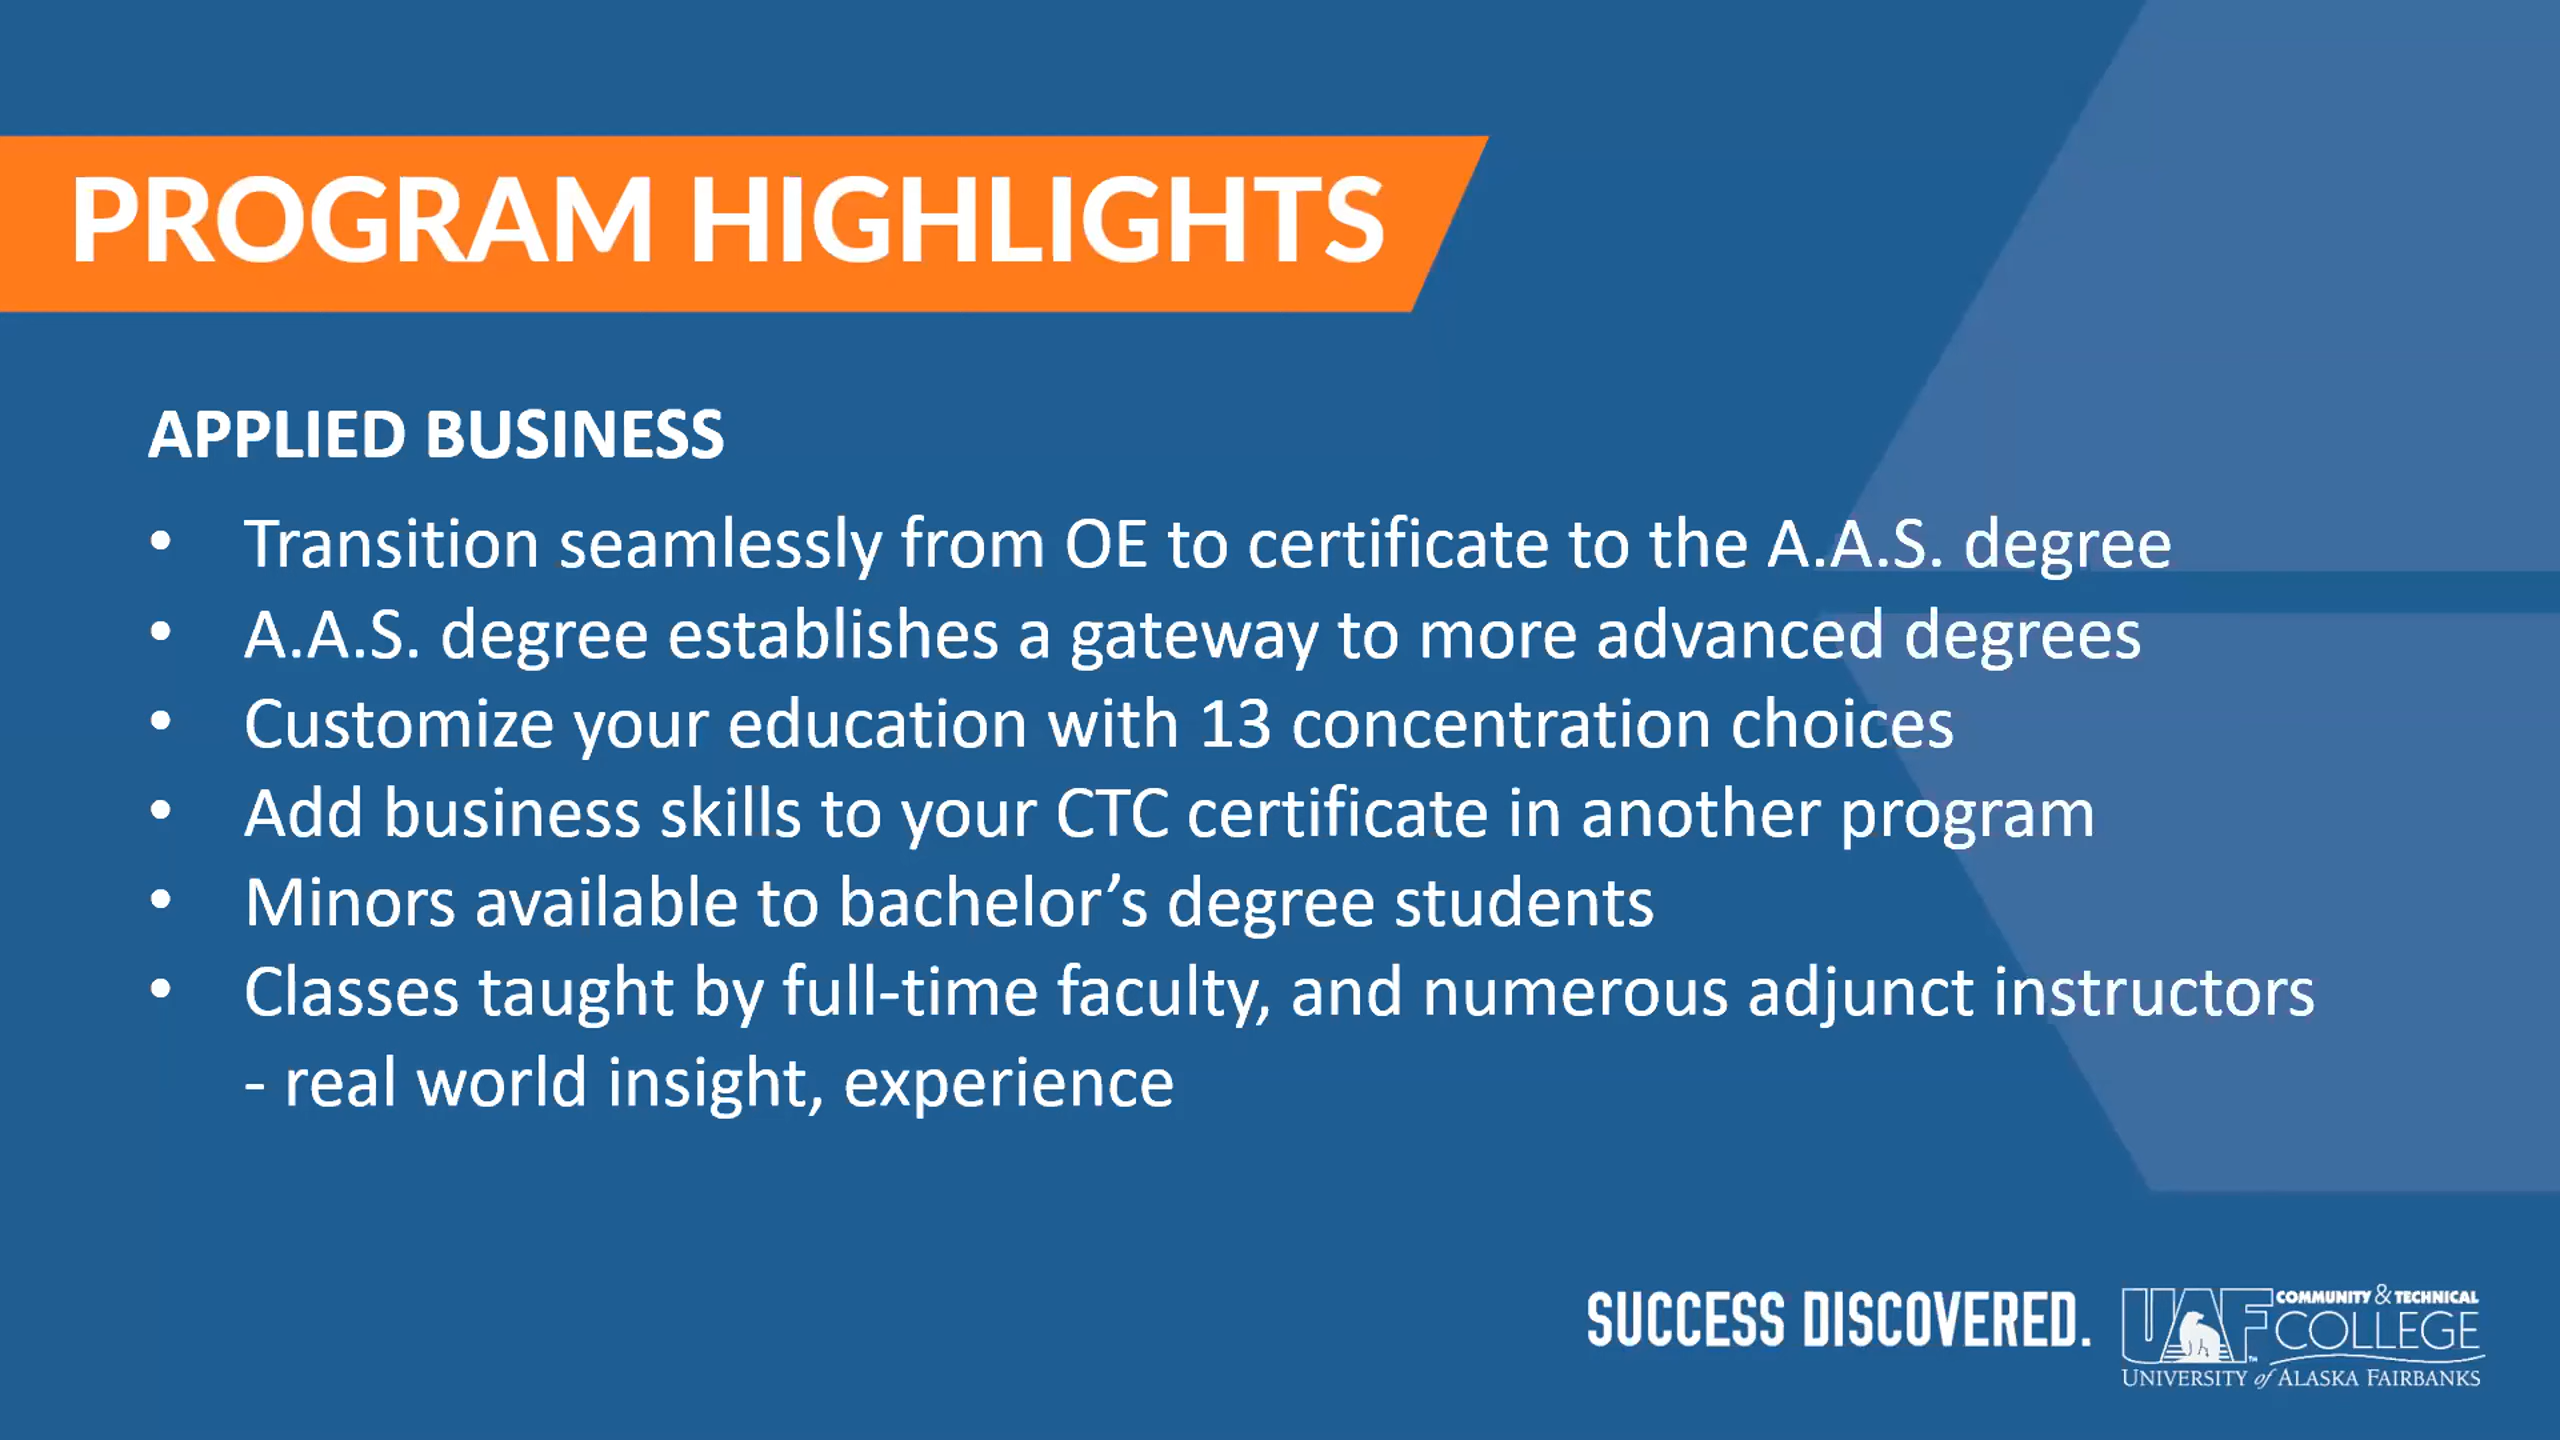 PROGRAM HIGHLIGHTS
APPLIED BUSINESS
• Transition seamlessly from OE to certificate to the A.A.S. degree
• A.A.S. degree establishes a gateway to more advanced degrees
• Customize your education with 13 concentration choices
• Add business skills to your CTC certificate in another program
• Minors available to bachelor’s degree students
• Classes taught by full-time faculty, and numerous adjunct instructors
- real world insight, experience
SUCCESS DISCOVERED.
UAF COMMUNITY & TECHNICAL
COLLEGE
UNIVERSITY of ALASKA FAIRBANKS